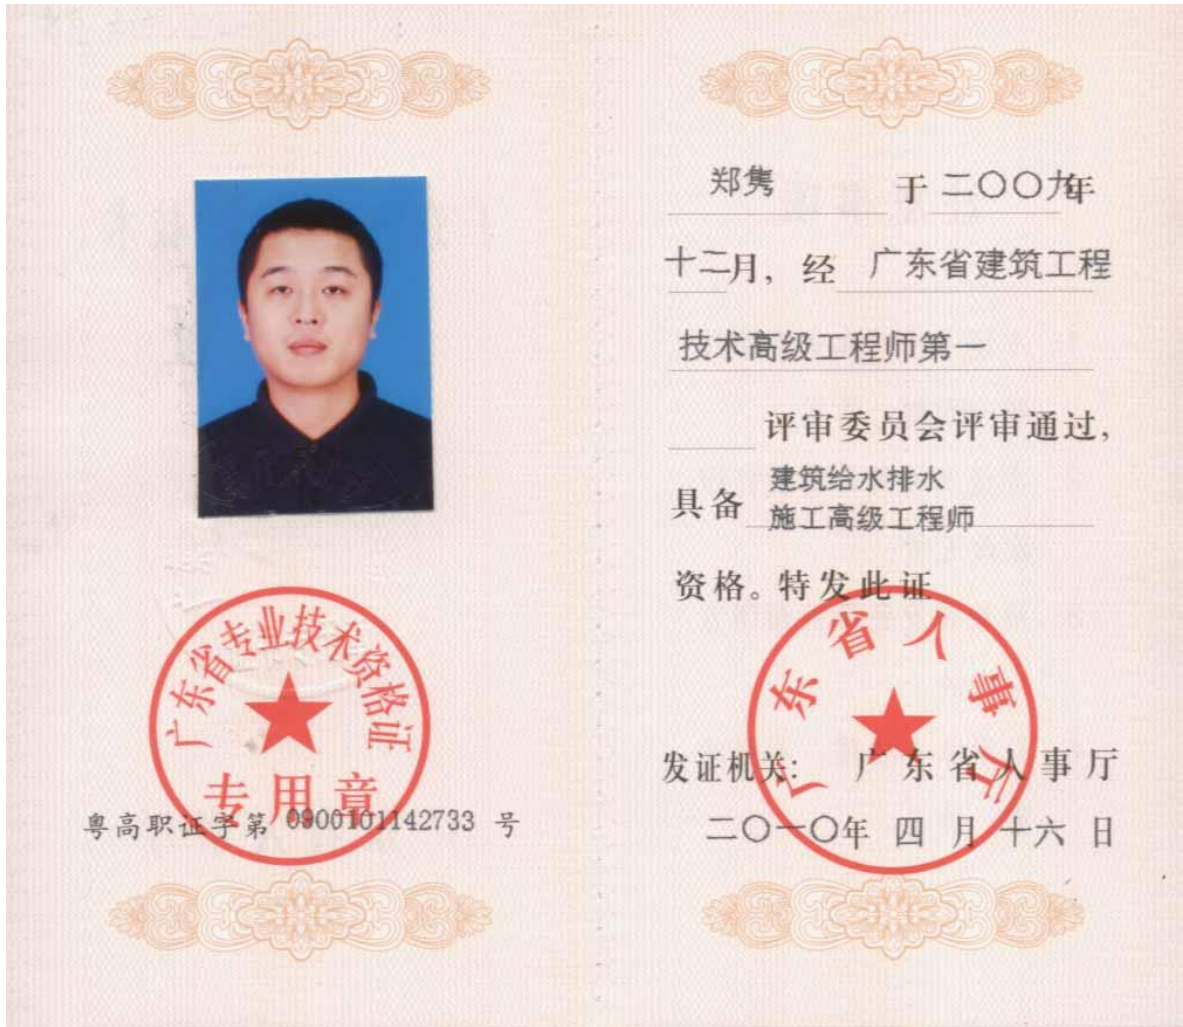 广东省专业技术资格证
专用章
粤高职证字第 0900101142733 号
郑隽 于 二〇〇九年
十二月，经 广东省建筑工程
技术高级工程师第一
评审委员会评审通过，
具备 建筑给水排水
施工高级工程师
资格。特发此证
广东省人事厅
发证机关： 广东省人事厅
二〇一〇年 四 月 十六 日